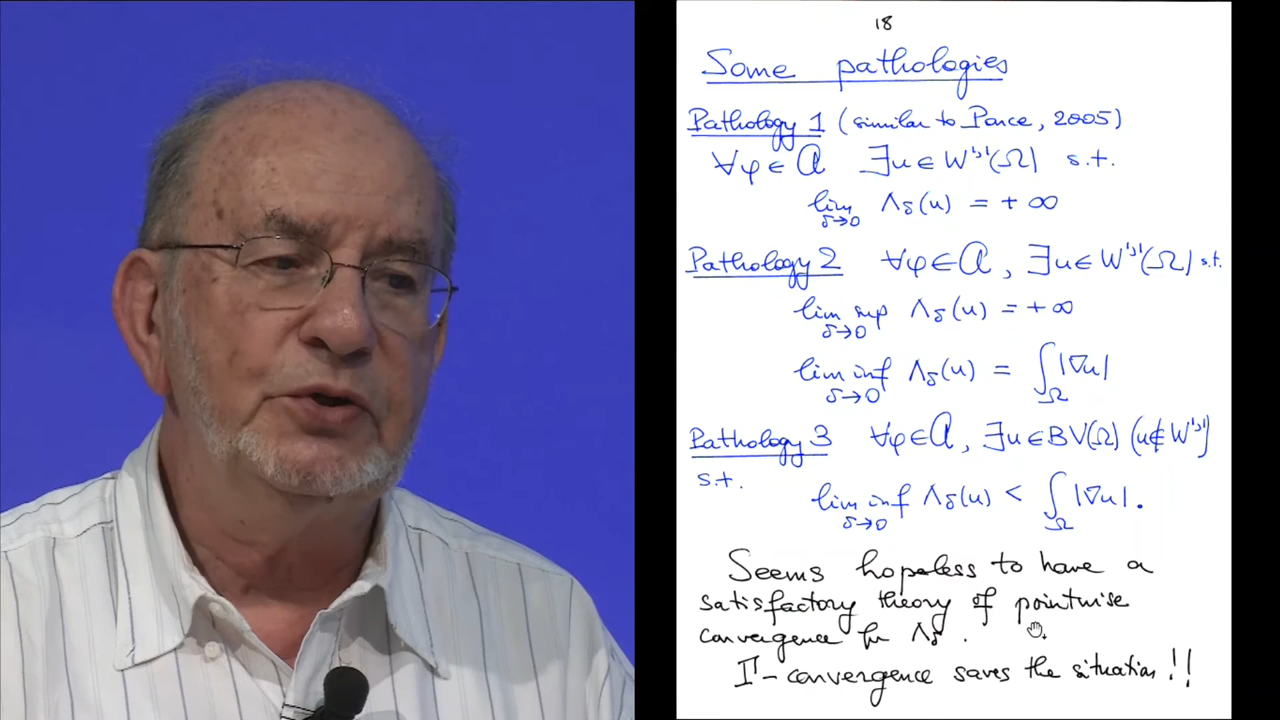 18
Some pathologies
Pathology 1 (similar to Ponce, 2005)
∀φ ∈ A ∃u ∈ W^{1,1}(Ω) s.t.
lim_{δ→0} Λ_δ(u) = +∞
Pathology 2 ∀φ ∈ A, ∃u ∈ W^{1,1}(Ω) s.t.
lim sup_{δ→0} Λ_δ(u) = +∞
lim inf_{δ→0} Λ_δ(u) = ∫_Ω |∇u|
Pathology 3 ∀φ ∈ A, ∃u ∈ BV(Ω) (u ∉ W^{1,1})
s.t.
lim inf_{δ→0} Λ_δ(u) < ∫_Ω |∇u|.
Seems hopeless to have a
satisfactory theory of pointwise
convergence for Λ_δ.
Γ-convergence saves the situation!!